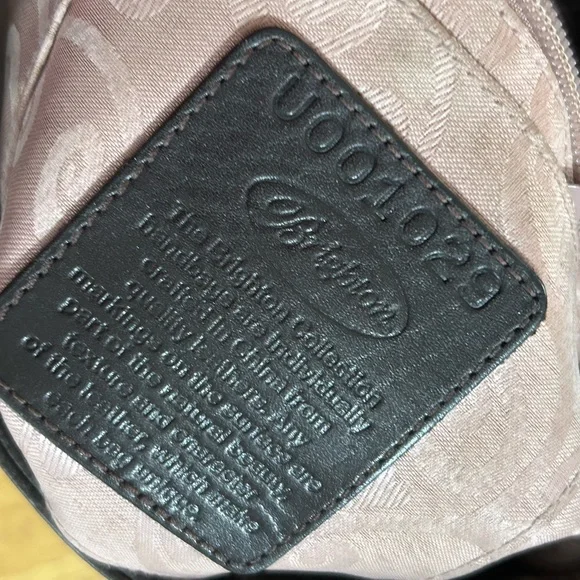 U001029
Brighton
The Brighton Collection
handbags are individually
crafted in China from
quality leathers. Any
markings on the surface are
part of the natural beauty,
texture and character
of the leather, which make
each bag unique